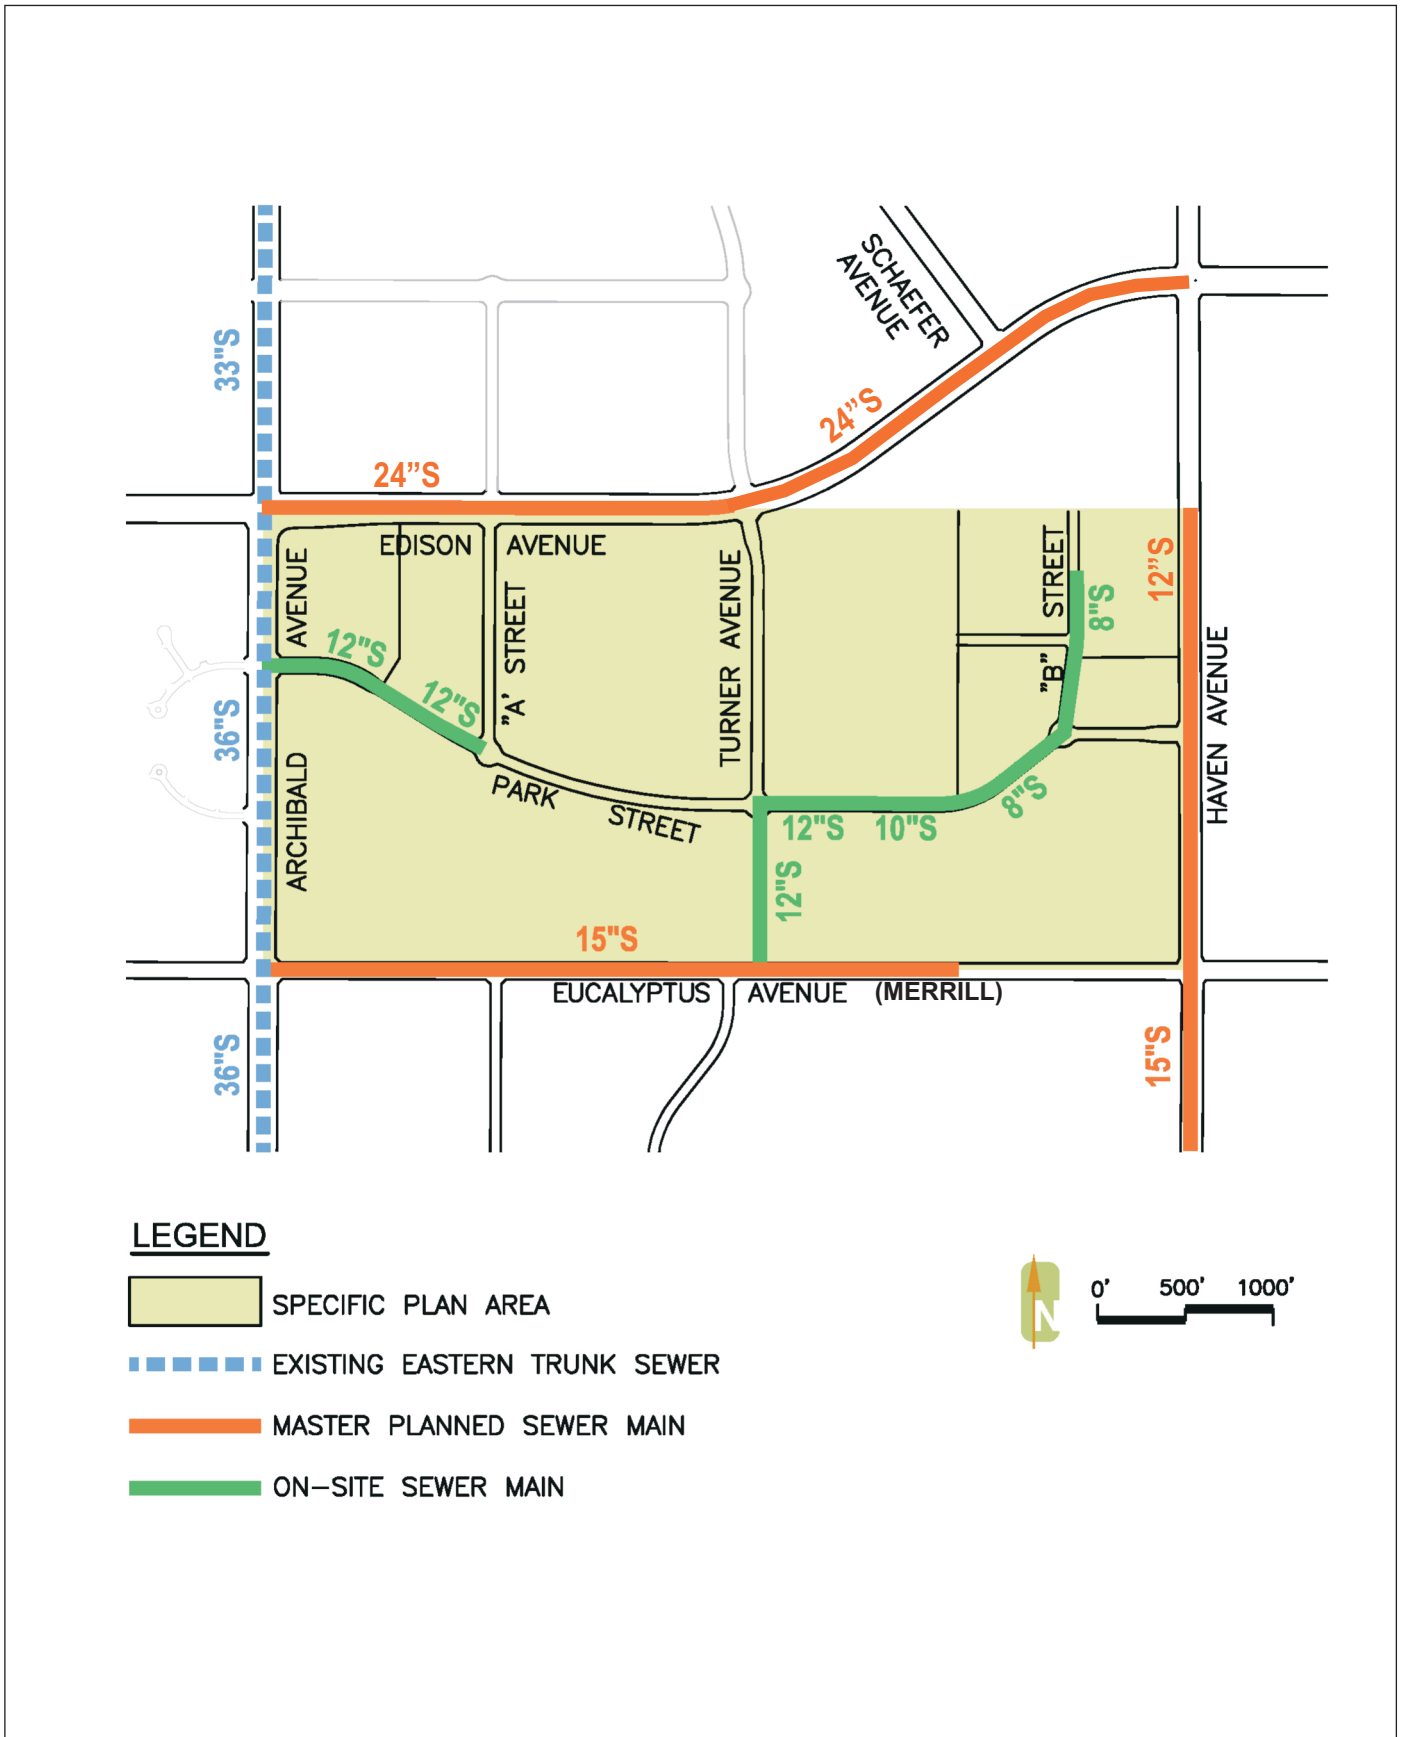 SCHAEFER
AVENUE
33"S
24”S
24”S
EDISON AVENUE
AVENUE
12"S
12"S
"A' STREET
TURNER AVENUE
STREET
"B"
8"S
12”S
HAVEN AVENUE
36"S
ARCHIBALD
PARK STREET
12"S
10"S
8"S
12"S
15"S
EUCALYPTUS AVENUE (MERRILL)
36"S
15"S
LEGEND
SPECIFIC PLAN AREA
EXISTING EASTERN TRUNK SEWER
MASTER PLANNED SEWER MAIN
ON-SITE SEWER MAIN
N
0' 500' 1000'